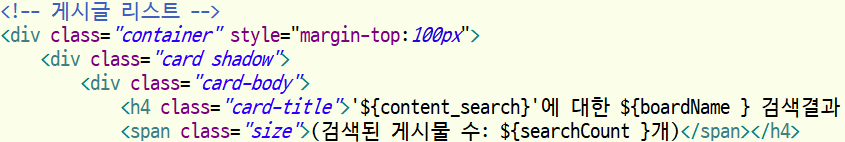 <!-- 게시글 리스트 -->
<div class="container" style="margin-top:100px">
<div class="card shadow">
<div class="card-body">
<h4 class="card-title">'${content_search}'에 대한 ${boardName } 검색결과
<span class="size">(검색된 게시물 수: ${searchCount }개)</span></h4>